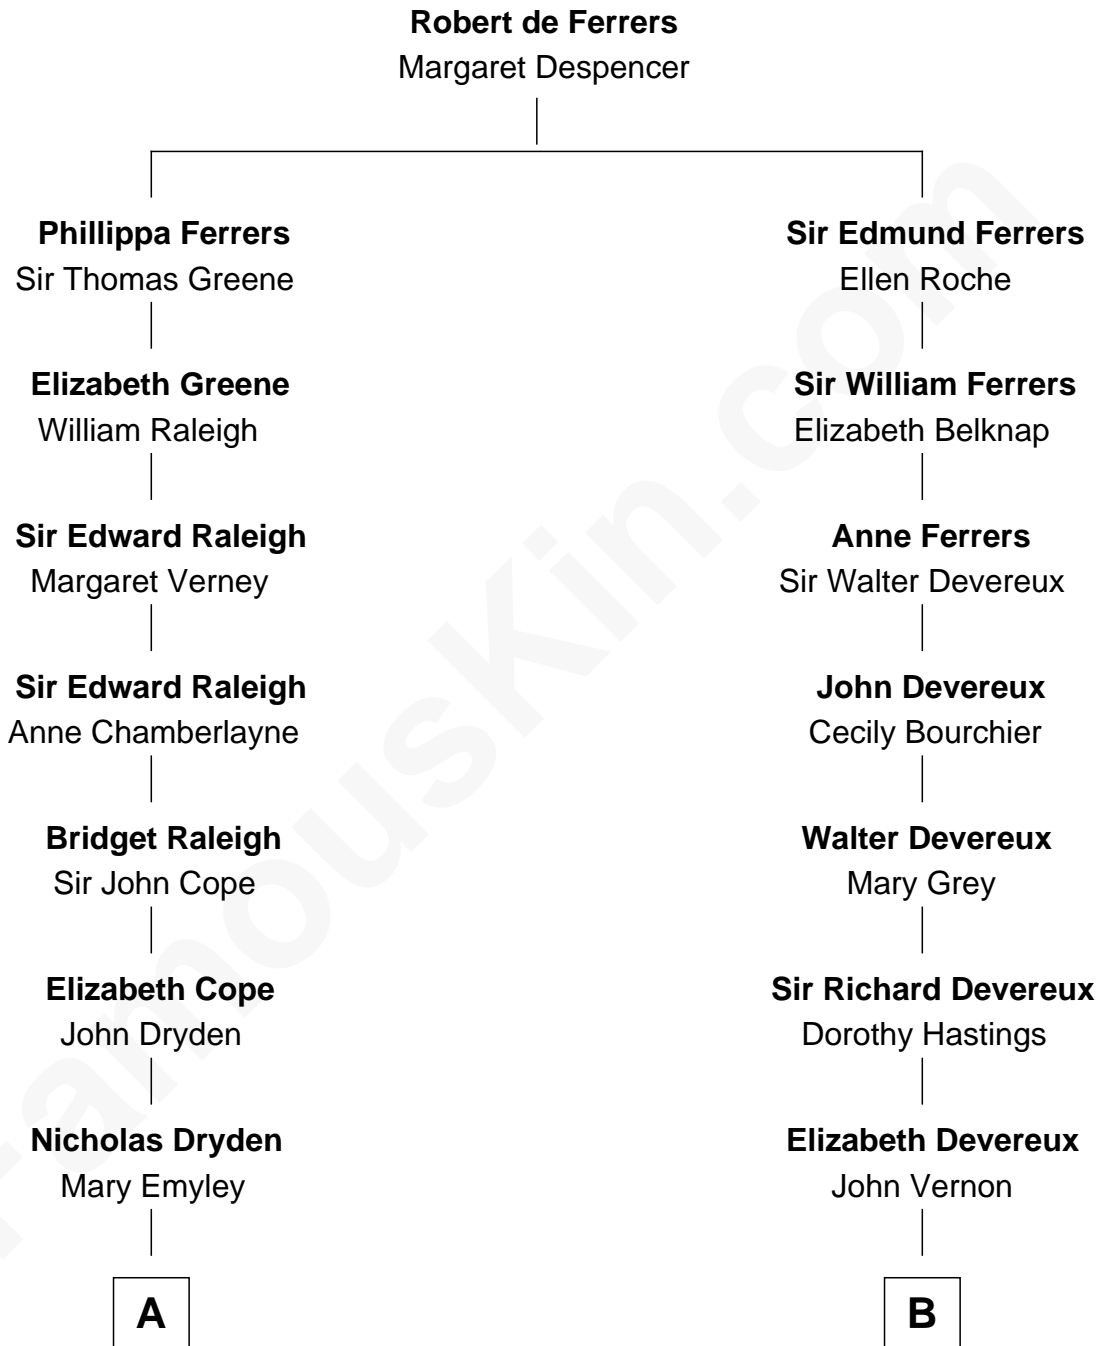 Robert de Ferrers
Margaret Despencer
Phillippa Ferrers
Sir Thomas Greene
Elizabeth Greene
William Raleigh
Sir Edward Raleigh
Margaret Verney
Sir Edward Raleigh
Anne Chamberlayne
Bridget Raleigh
Sir John Cope
Elizabeth Cope
John Dryden
Nicholas Dryden
Mary Emyley
A
Sir Edmund Ferrers
Ellen Roche
Sir William Ferrers
Elizabeth Belknap
Anne Ferrers
Sir Walter Devereux
John Devereux
Cecily Bourchier
Walter Devereux
Mary Grey
Sir Richard Devereux
Dorothy Hastings
Elizabeth Devereux
John Vernon
B
FamousKin.com